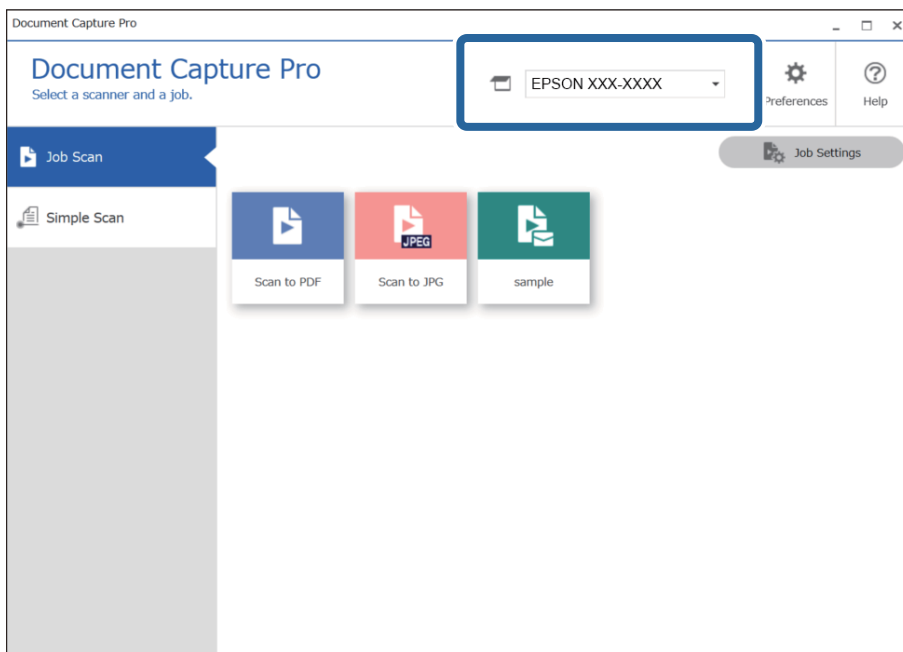 Document Capture Pro
Document Capture Pro
Select a scanner and a job.
EPSON XXX-XXXX
Preferences
Help
Job Scan
Job Settings
Simple Scan
JPEG
Scan to PDF
Scan to JPG
sample